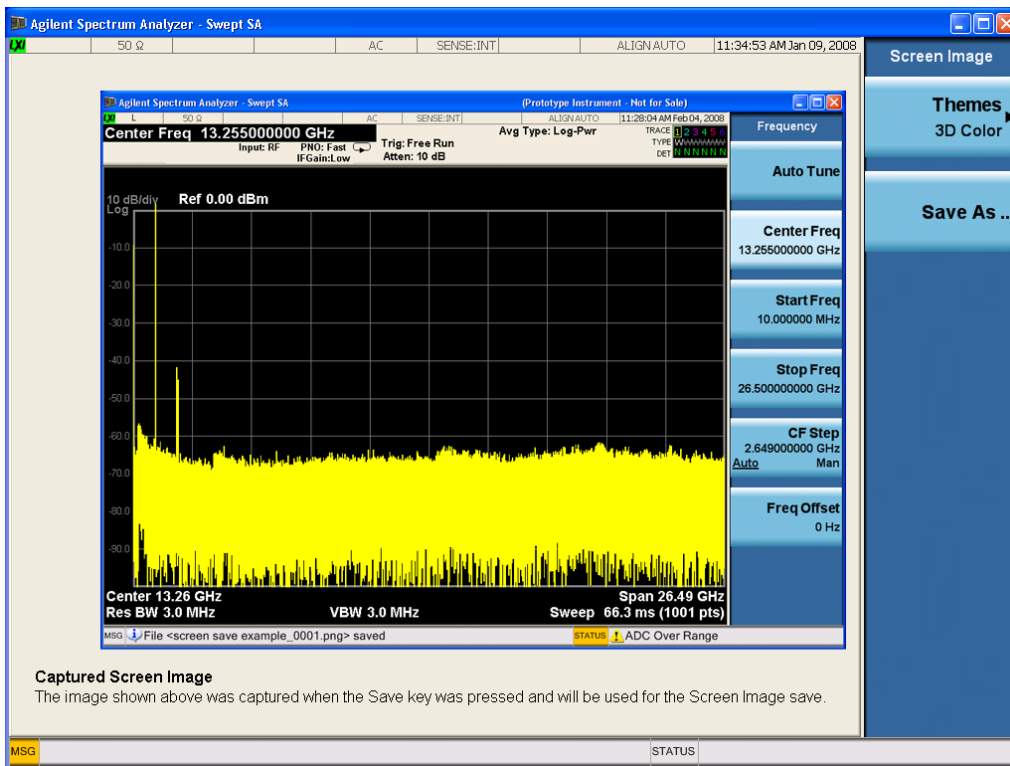 Agilent Spectrum Analyzer - Swept SA
LXI 50 Ω AC SENSE:INT ALIGN AUTO 11:34:53 AM Jan 09, 2008
Screen Image
Themes
3D Color
Save As ..
Agilent Spectrum Analyzer - Swept SA (Prototype Instrument - Not for Sale)
LXI L 50 Ω AC SENSE:INT ALIGN AUTO 11:28:04 AM Feb 04, 2008
Center Freq 13.255000000 GHz
Input: RF PNO: Fast IFGain:Low
Trig: Free Run
Atten: 10 dB
Avg Type: Log-Pwr
TRACE 1 2 3 4 5 6
TYPE WWWWWW
DET N N N N N N
Frequency
Auto Tune
Center Freq
13.255000000 GHz
Start Freq
10.000000 MHz
Stop Freq
26.500000000 GHz
CF Step
2.649000000 GHz
Auto Man
Freq Offset
0 Hz
10 dB/div Ref 0.00 dBm
Log
-10.0
-20.0
-30.0
-40.0
-50.0
-60.0
-70.0
-80.0
-90.0
Center 13.26 GHz Span 26.49 GHz
Res BW 3.0 MHz VBW 3.0 MHz Sweep 66.3 ms (1001 pts)
MSG File <screen save example_0001.png> saved STATUS ADC Over Range
Captured Screen Image
The image shown above was captured when the Save key was pressed and will be used for the Screen Image save.
MSG STATUS